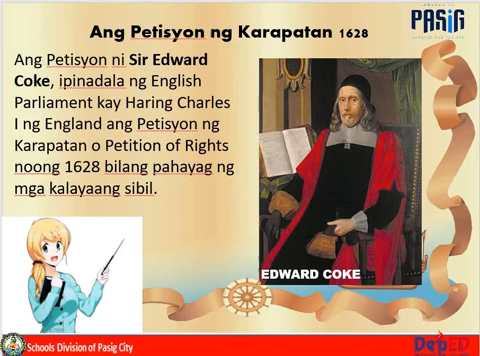 Ang Petisyon ng Karapatan 1628
PASIG
Ang Petisyon ni Sir Edward
Coke, ipinadala ng English
Parliament kay Haring Charles
I ng England ang Petisyon ng
Karapatan o Petition of Rights
noong 1628 bilang pahayag ng
mga kalayaang sibil.
EDWARD COKE
Schools Division of Pasig City
DepED